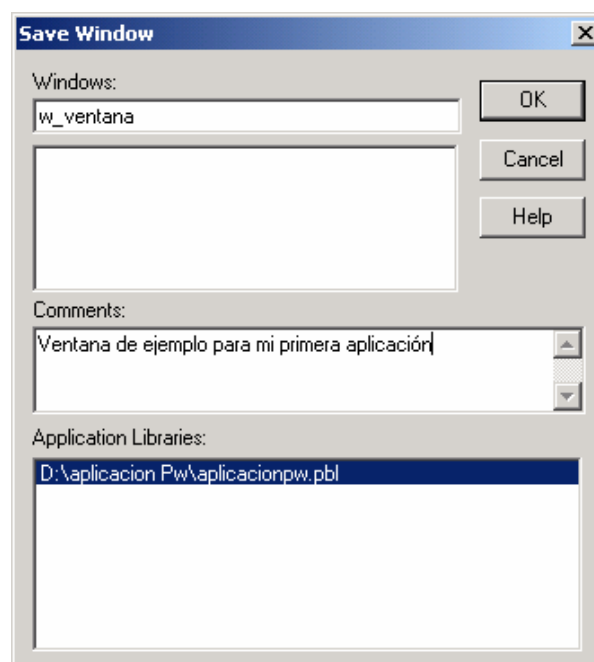 Save Window
Windows:
w_ventana
OK
Cancel
Help
Comments:
Ventana de ejemplo para mi primera aplicación
Application Libraries:
D:\aplicacion Pw\aplicacionpw.pbl